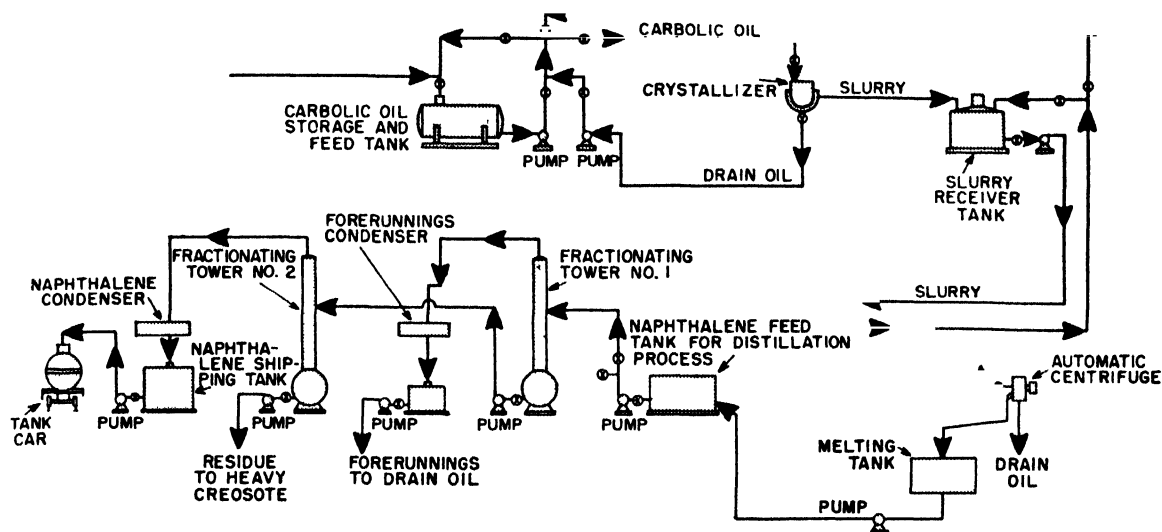 CARBOLIC OIL
CRYSTALLIZER
SLURRY
CARBOLIC OIL
STORAGE AND
FEED TANK
PUMP
PUMP
DRAIN OIL
SLURRY
RECEIVER
TANK
FORERUNNINGS
CONDENSER
FRACTIONATING
TOWER NO. 2
FRACTIONATING
TOWER NO. 1
NAPHTHALENE
CONDENSER
SLURRY
NAPHTHALENE FEED
TANK FOR DISTILLATION
PROCESS
NAPHTHA-
LENE SHIP-
PING TANK
AUTOMATIC
CENTRIFUGE
TANK
CAR
PUMP
PUMP
PUMP
PUMP
PUMP
RESIDUE
TO HEAVY
CREOSOTE
FORERUNNINGS
TO DRAIN OIL
MELTING
TANK
DRAIN
OIL
PUMP